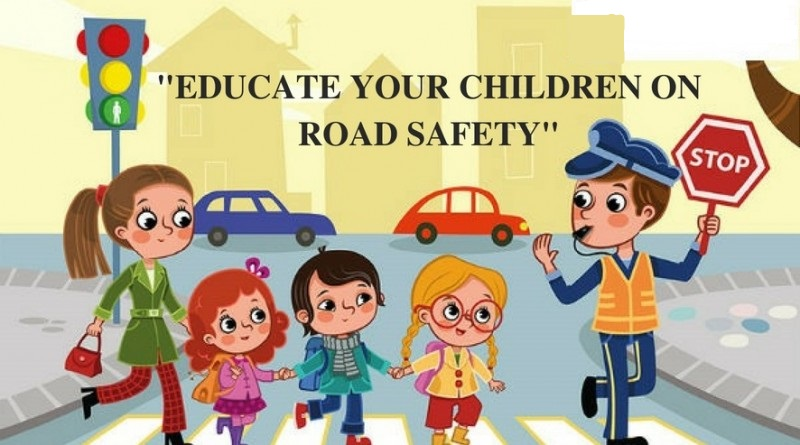 "EDUCATE YOUR CHILDREN ON
ROAD SAFETY"
STOP